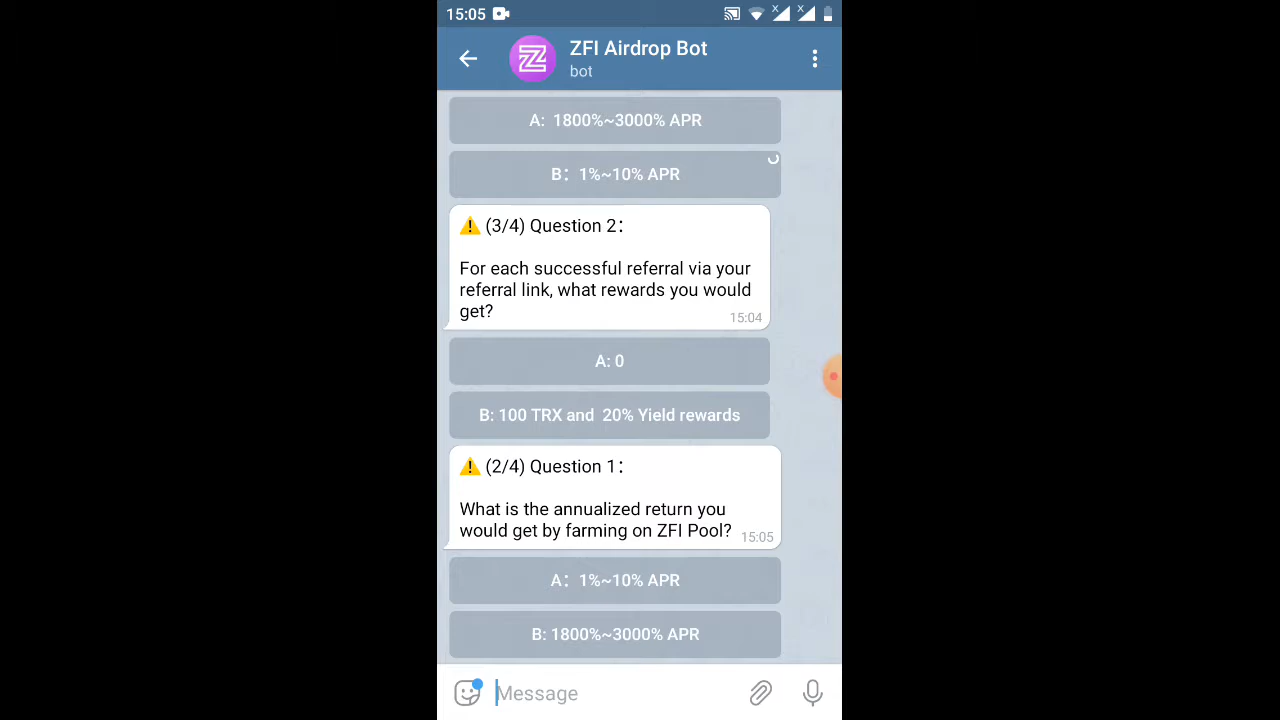 15:05
ZFI Airdrop Bot
bot
A:  1800%~3000% APR
B：1%~10% APR
⚠️ (3/4) Question 2：
For each successful referral via your
referral link, what rewards you would
get?
15:04
A: 0
B: 100 TRX and  20% Yield rewards
⚠️ (2/4) Question 1：
What is the annualized return you
would get by farming on ZFI Pool?
15:05
A：1%~10% APR
B: 1800%~3000% APR
Message